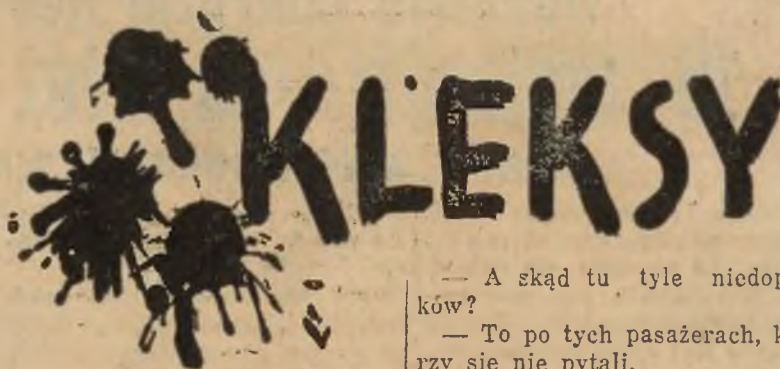 KLEKSY
— A skąd tu tyle niedop
ków?
— To po tych pasażerach, k
rzy się nie pytali.